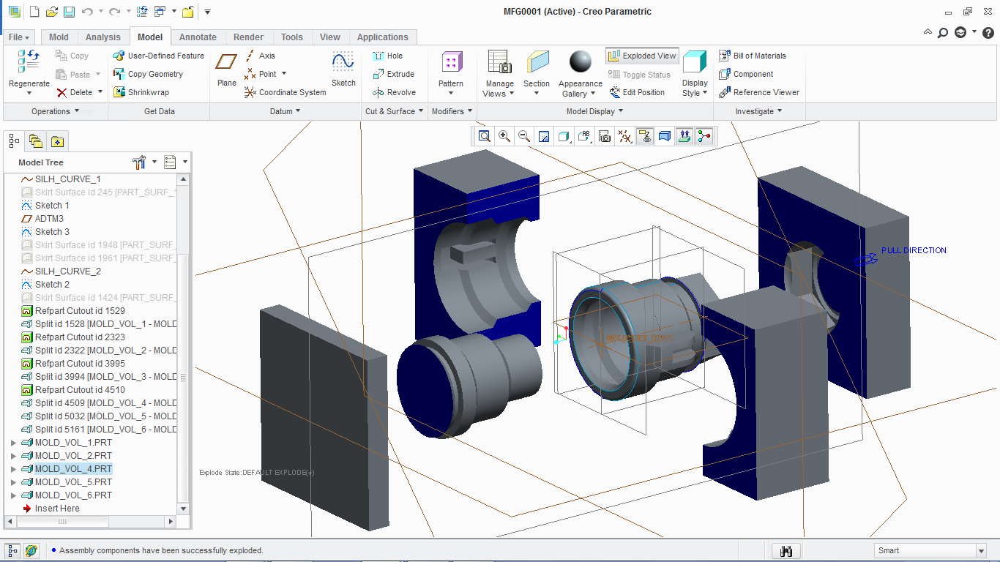 MFG0001 (Active) - Creo Parametric
File Mold Analysis Model Annotate Render Tools View Applications
Regenerate
Copy
Paste
Delete
Operations
User-Defined Feature
Copy Geometry
Shrinkwrap
Get Data
Plane
Axis
Point
Coordinate System
Sketch
Datum
Hole
Extrude
Revolve
Cut & Surface
Pattern
Modifiers
Manage
Views
Section
Appearance
Gallery
Exploded View
Toggle Status
Edit Position
Display
Style
Model Display
Bill of Materials
Component
Reference Viewer
Investigate
Model Tree
SILH_CURVE_1
Skirt Surface id 245 [PART_SURF_
Sketch 1
ADTM3
Sketch 3
Skirt Surface id 1948 [PART_SURF_
Skirt Surface id 1961 [PART_SURF_
SILH_CURVE_2
Sketch 2
Skirt Surface id 1424 [PART_SURF_
Refpart Cutout id 1529
Split id 1528 [MOLD_VOL_1 - MOLD
Refpart Cutout id 2323
Split id 2322 [MOLD_VOL_2 - MOLD
Refpart Cutout id 3995
Split id 3994 [MOLD_VOL_3 - MOLD
Refpart Cutout id 4510
Split id 4509 [MOLD_VOL_4 - MOLD
Split id 5032 [MOLD_VOL_5 - MOLD
Split id 5161 [MOLD_VOL_6 - MOLD
MOLD_VOL_1.PRT
MOLD_VOL_2.PRT
MOLD_VOL_4.PRT
MOLD_VOL_5.PRT
MOLD_VOL_6.PRT
Insert Here
PULL DIRECTION
Explode State:DEFAULT EXPLODE(+)
Assembly components have been successfully exploded.
Smart